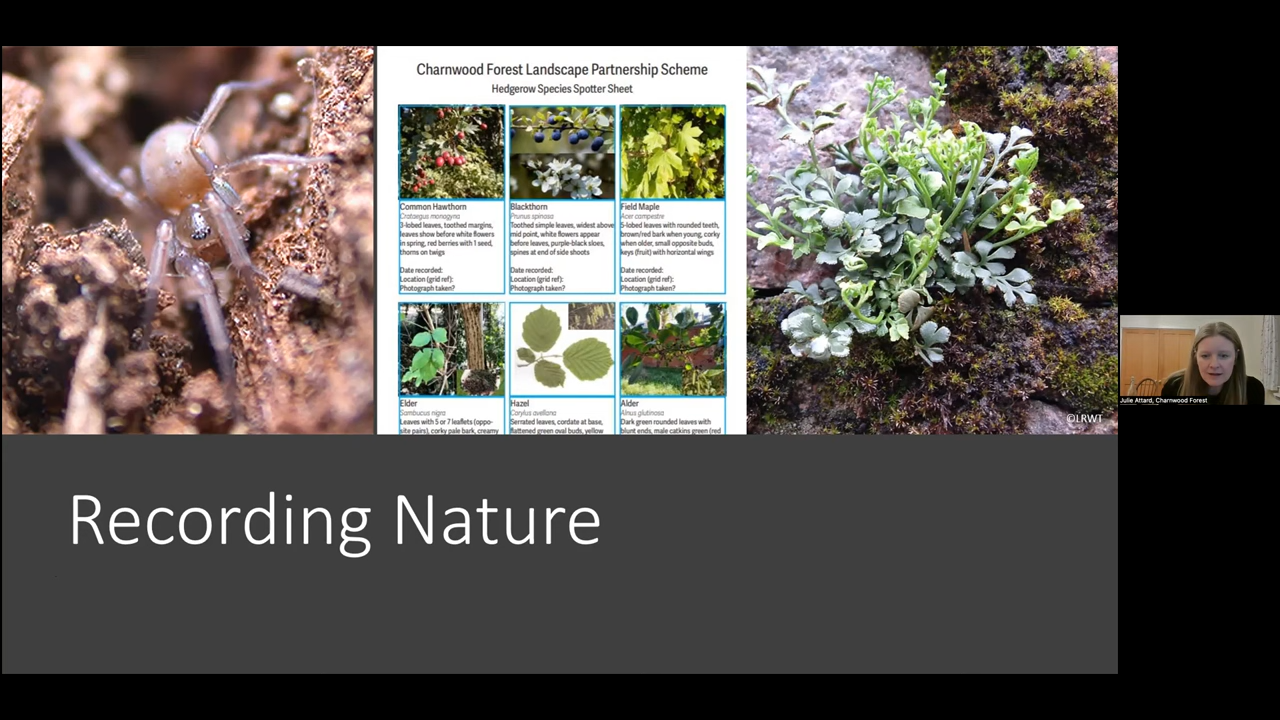 Charnwood Forest Landscape Partnership Scheme
Hedgerow Species Spotter Sheet
Common Hawthorn
Crataegus monogyna
3-lobed leaves, toothed margins,
leaves show before white flowers
in spring, red berries with 1 seed,
thorns on twigs
Date recorded:
Location (grid ref):
Photograph taken?
Blackthorn
Prunus spinosa
Toothed simple leaves, widest above
mid point, white flowers appear
before leaves, purple-black sloes,
spines at end of side shoots
Date recorded:
Location (grid ref):
Photograph taken?
Field Maple
Acer campestre
5-lobed leaves with rounded teeth,
brown/red bark when young, corky
when older, small opposite buds,
keys (fruit) with horizontal wings
Date recorded:
Location (grid ref):
Photograph taken?
Elder
Sambucus nigra
Leaves with 5 or 7 leaflets (oppo-
site pairs), corky pale bark, creamy
Hazel
Corylus avellana
Serrated leaves, cordate at base,
flattened green oval buds, yellow
Alder
Alnus glutinosa
Dark green rounded leaves with
blunt ends, male catkins green (red
©LRWT
Julie Attard, Charnwood Forest
Recording Nature